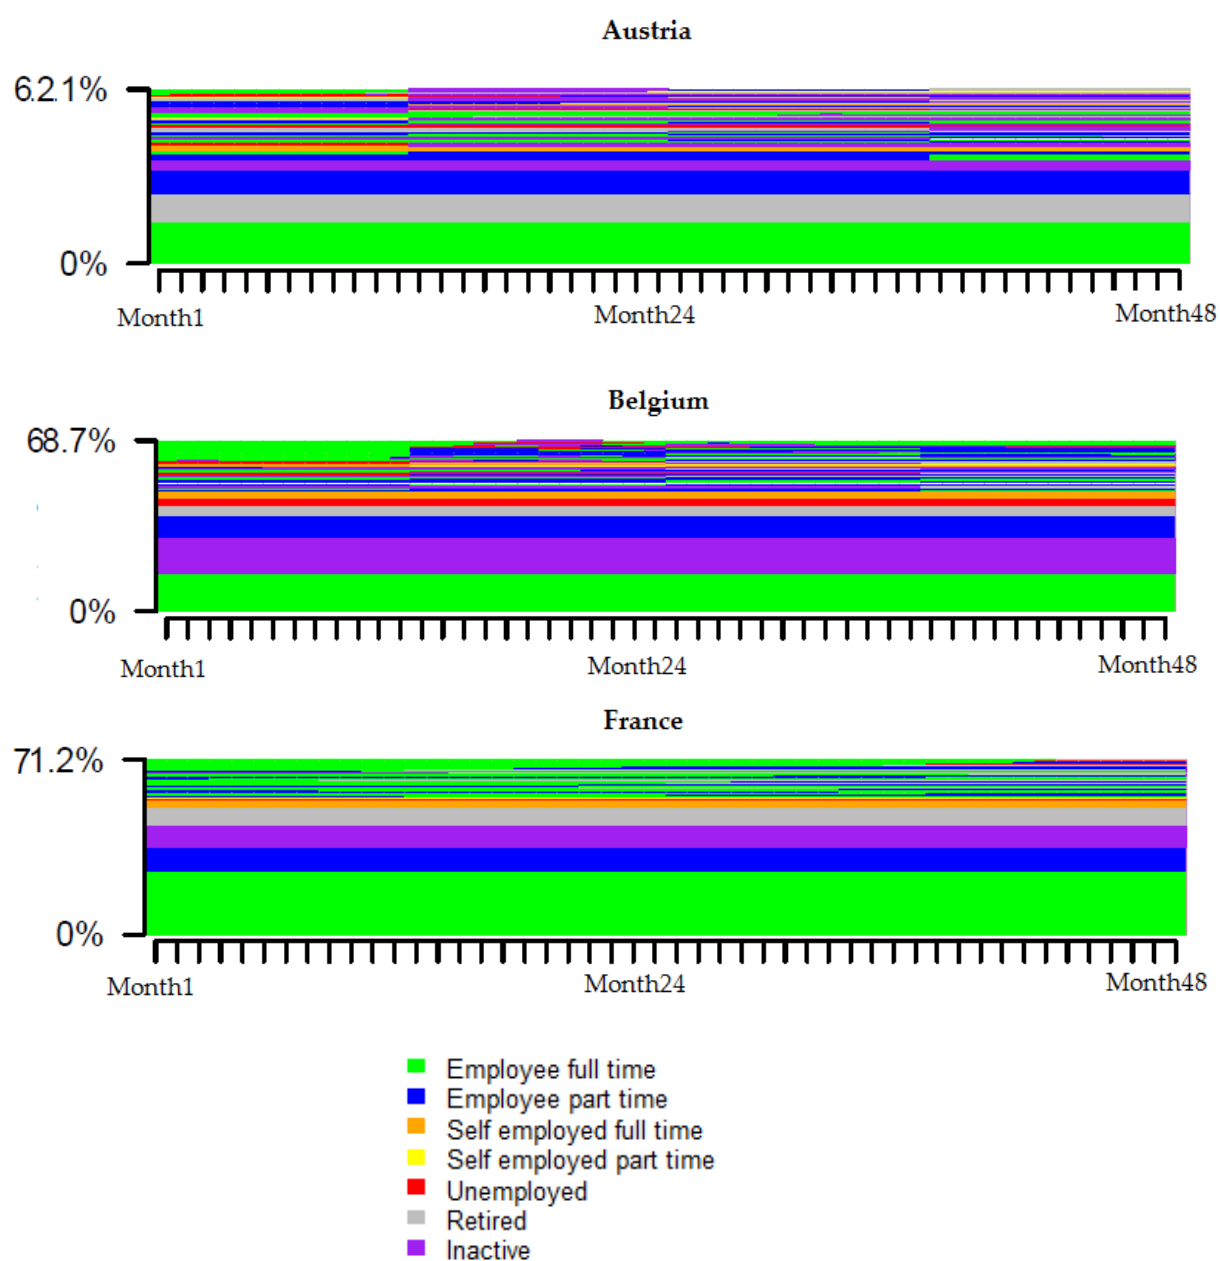 Austria
62.1%
0%
Month1 Month24 Month48
Belgium
68.7%
0%
Month1 Month24 Month48
France
71.2%
0%
Month1 Month24 Month48
Employee full time
Employee part time
Self employed full time
Self employed part time
Unemployed
Retired
Inactive